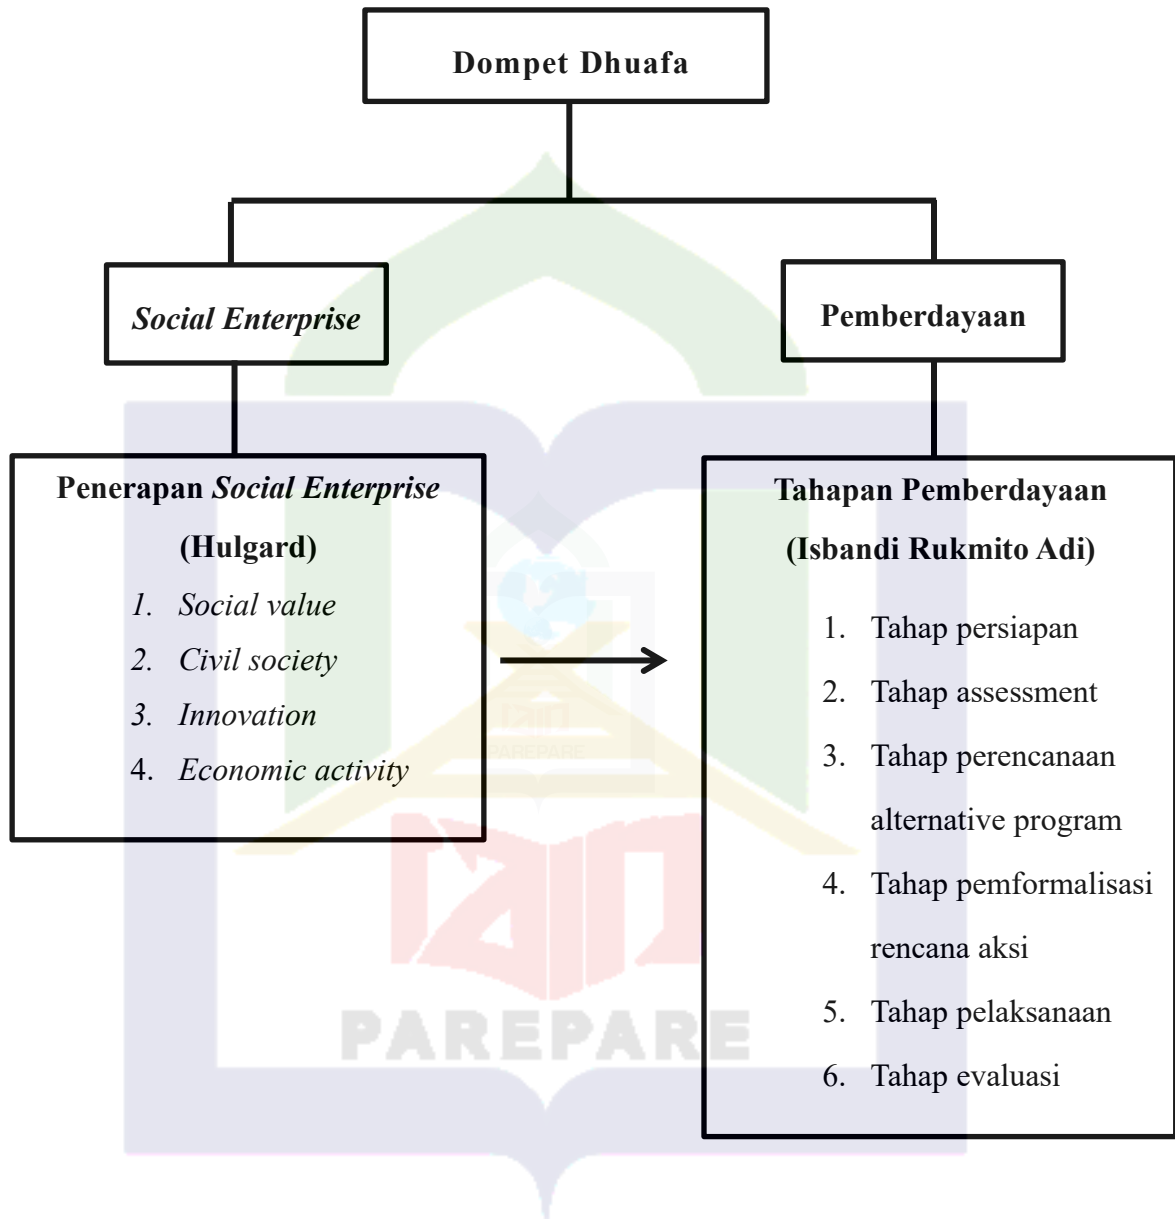 Dompet Dhuafa
Social Enterprise
Pemberdayaan
Penerapan Social Enterprise
(Hulgard)
1. Social value
2. Civil society
3. Innovation
4. Economic activity
Tahapan Pemberdayaan
(Isbandi Rukmito Adi)
1. Tahap persiapan
2. Tahap assessment
3. Tahap perencanaan
alternative program
4. Tahap pemformalisasi
rencana aksi
5. Tahap pelaksanaan
6. Tahap evaluasi
PAREPARE
iain
PAREPARE